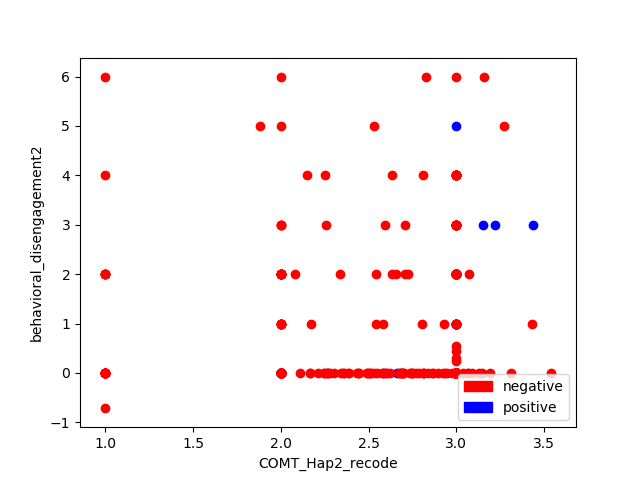 6
5
4
3
2
1
0
−1
behavioral_disengagement2
1.0 1.5 2.0 2.5 3.0 3.5
COMT_Hap2_recode
negative
positive